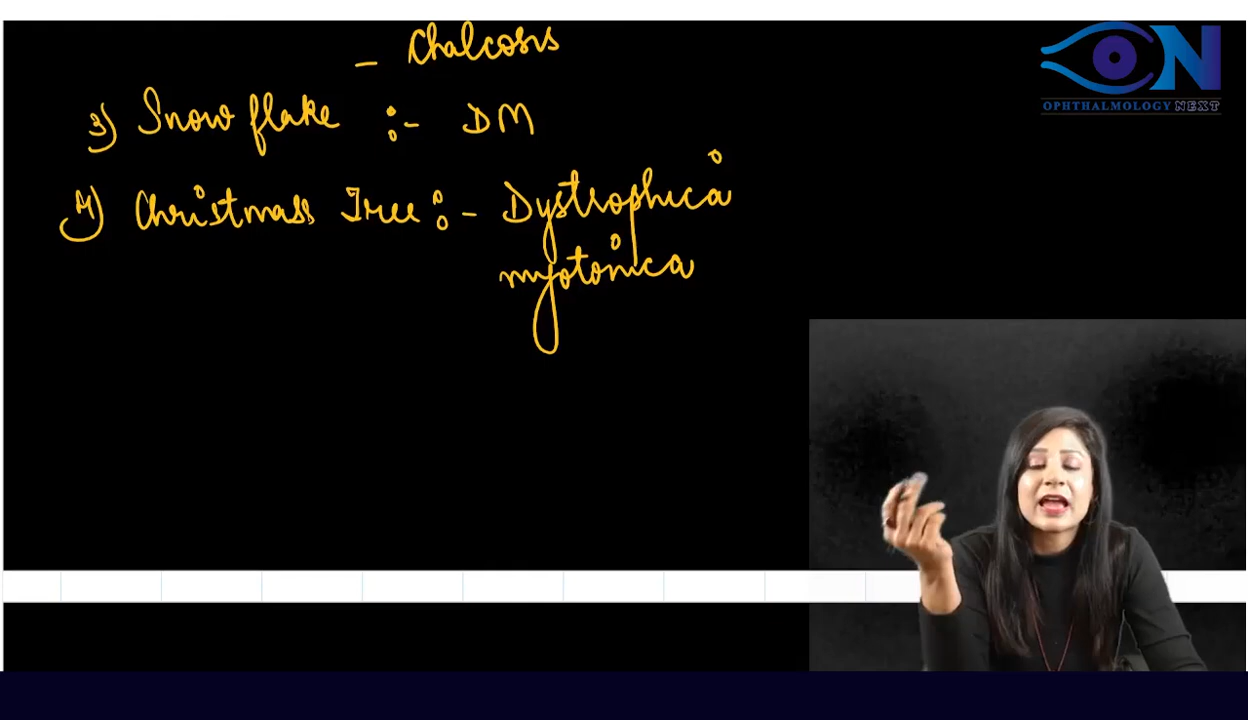 - Chalcosis
3) Snow flake :- DM
4) Christmass Tree :- Dystrophica
myotonica
ON
OPHTHALMOLOGY NEXT